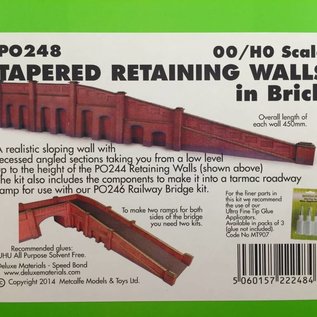 PO248
00/H0 Scale
TAPERED RETAINING WALLS
in Brick
Overall length of
each wall 450mm.
A realistic sloping wall with
recessed angled sections taking you from a low level
up to the height of the PO244 Retaining Walls (shown above)
The kit also includes the components to make it into a tarmac roadway
ramp for use with our PO246 Railway Bridge kit.
To make two ramps for both
sides of the bridge
you need two kits.
For the finer parts in
this kit we recommend
the use of our
Ultra Fine Tip Glue
Applicators.
Available in packs of 3
(glue not included).
Code No MT907
Recommended glues:
UHU All Purpose Solvent Free.
Deluxe Materials - Speed Bond
www.deluxematerials.com
© Copyright 2014 Metcalfe Models & Toys Ltd.
5 060157 222484